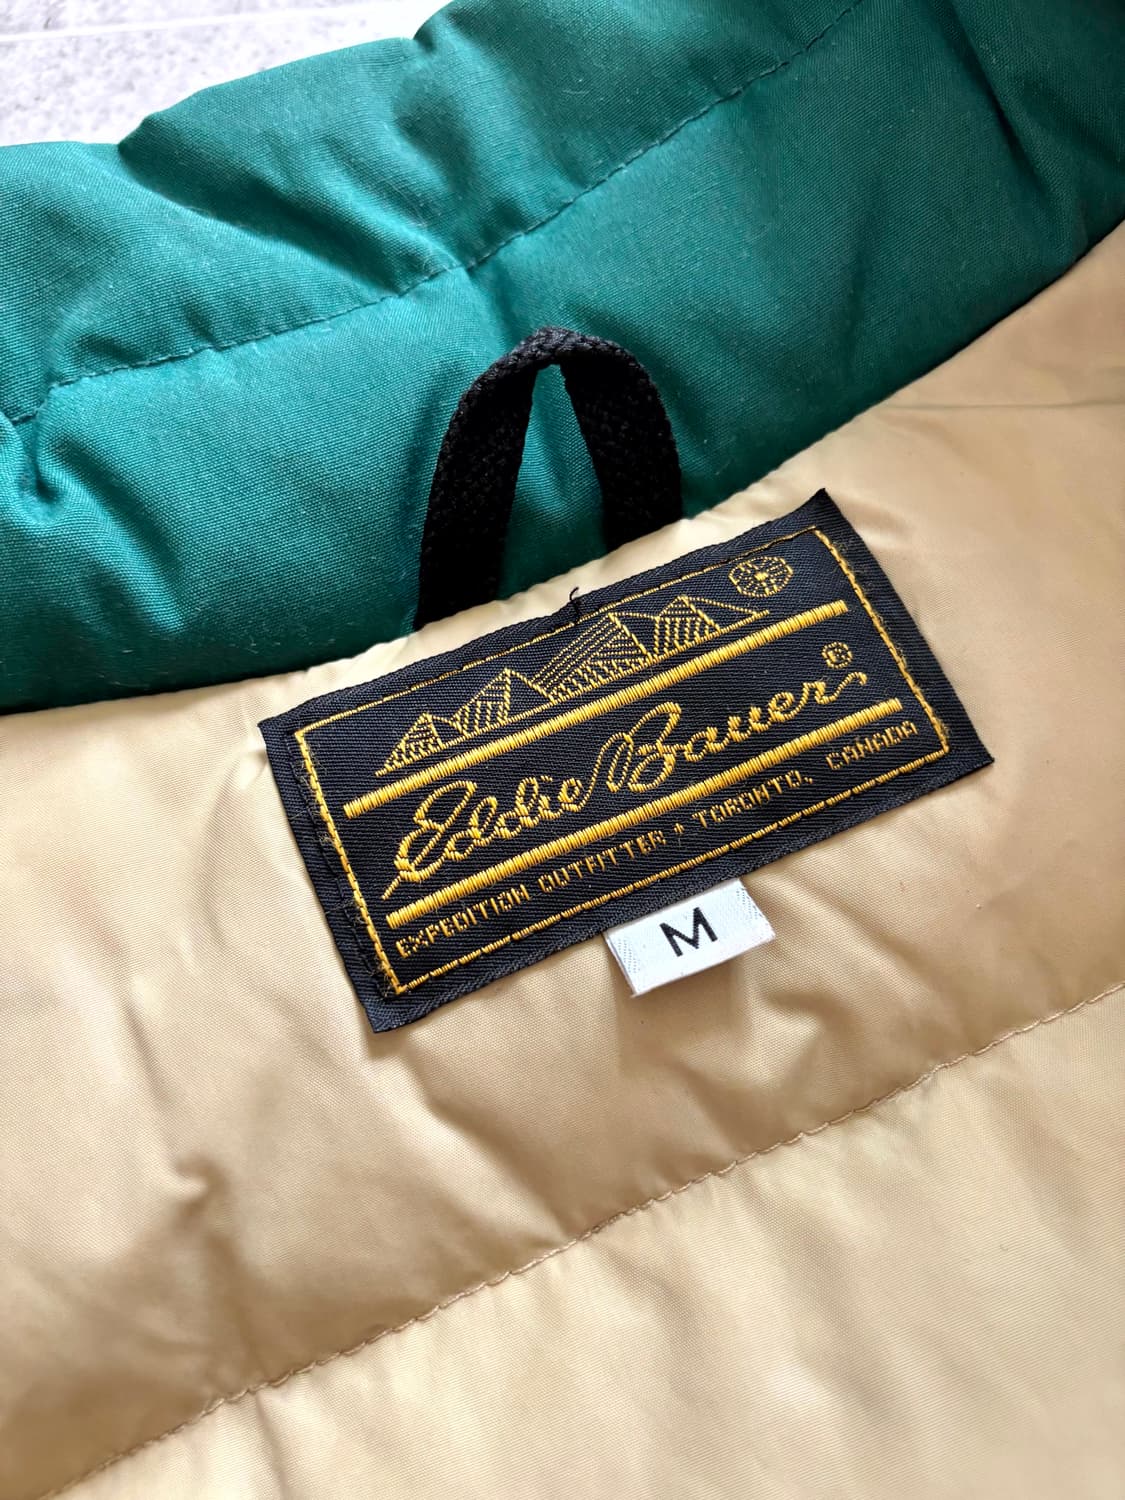 Eddie Bauer®
EXPEDITION OUTFITTER + TORONTO, CANADA
M